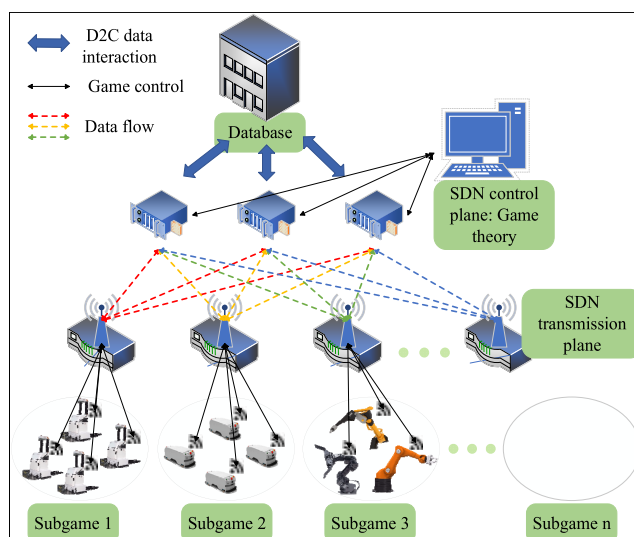 D2C data
interaction
Game control
Data flow
Database
SDN control
plane: Game
theory
SDN
transmission
plane
Subgame 1
Subgame 2
Subgame 3
Subgame n